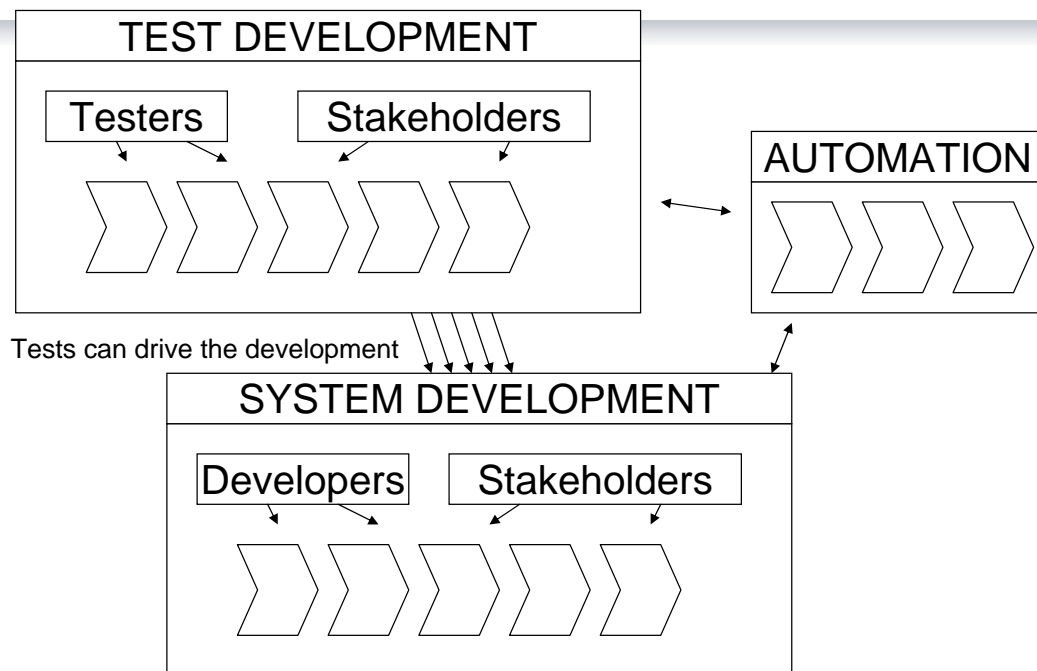 TEST DEVELOPMENT
Testers
Stakeholders
AUTOMATION
Tests can drive the development
SYSTEM DEVELOPMENT
Developers
Stakeholders